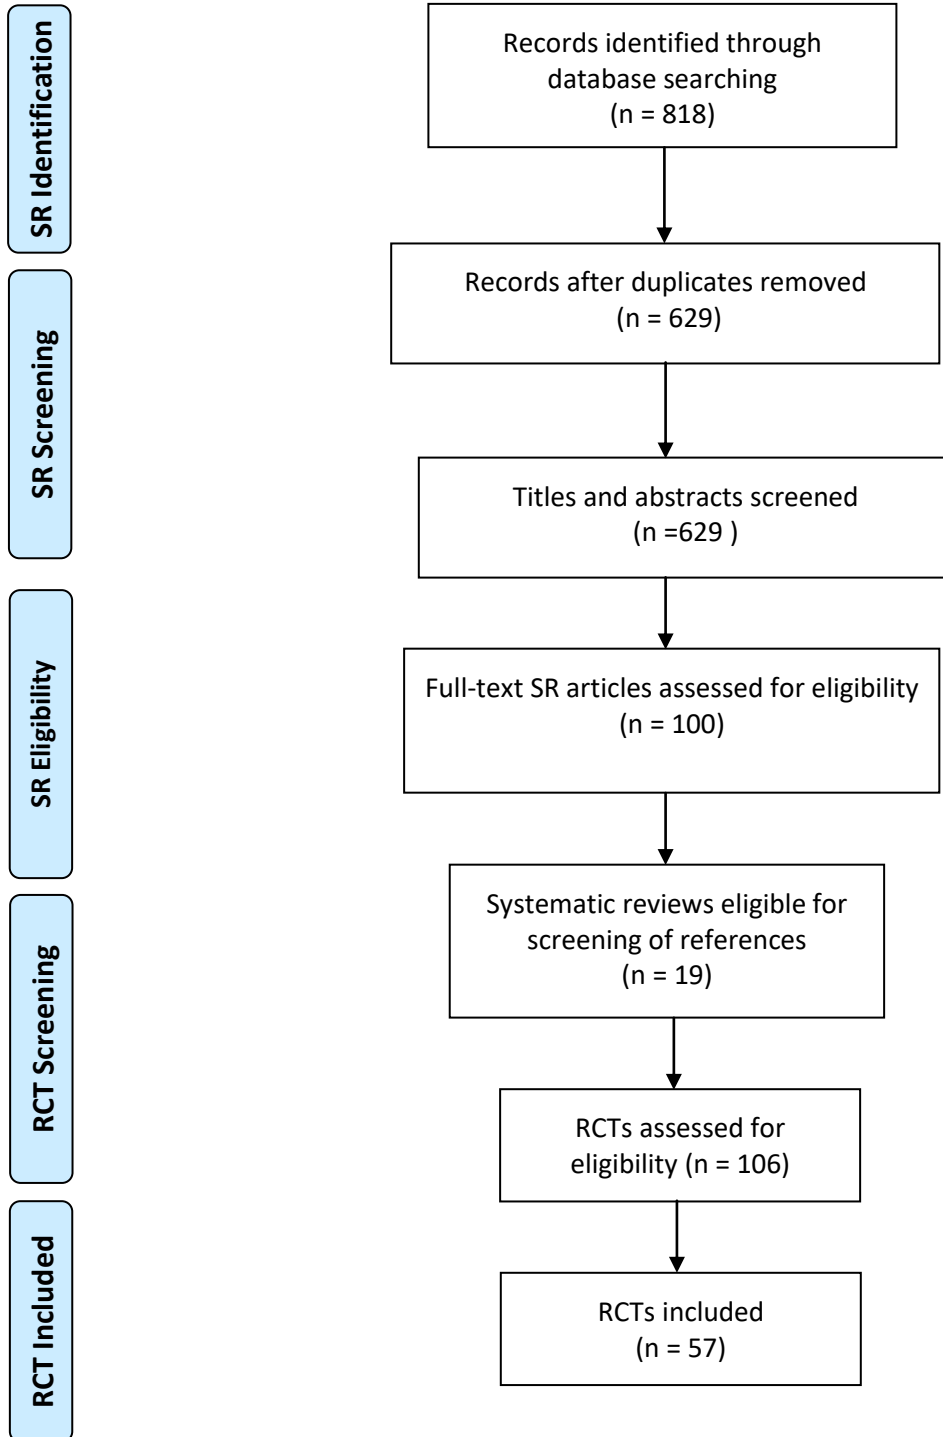 SR Identification
Records identified through
database searching
(n = 818)
SR Screening
Records after duplicates removed
(n = 629)
Titles and abstracts screened
(n =629 )
SR Eligibility
Full-text SR articles assessed for eligibility
(n = 100)
Systematic reviews eligible for
screening of references
(n = 19)
RCT Screening
RCTs assessed for
eligibility (n = 106)
RCT Included
RCTs included
(n = 57)